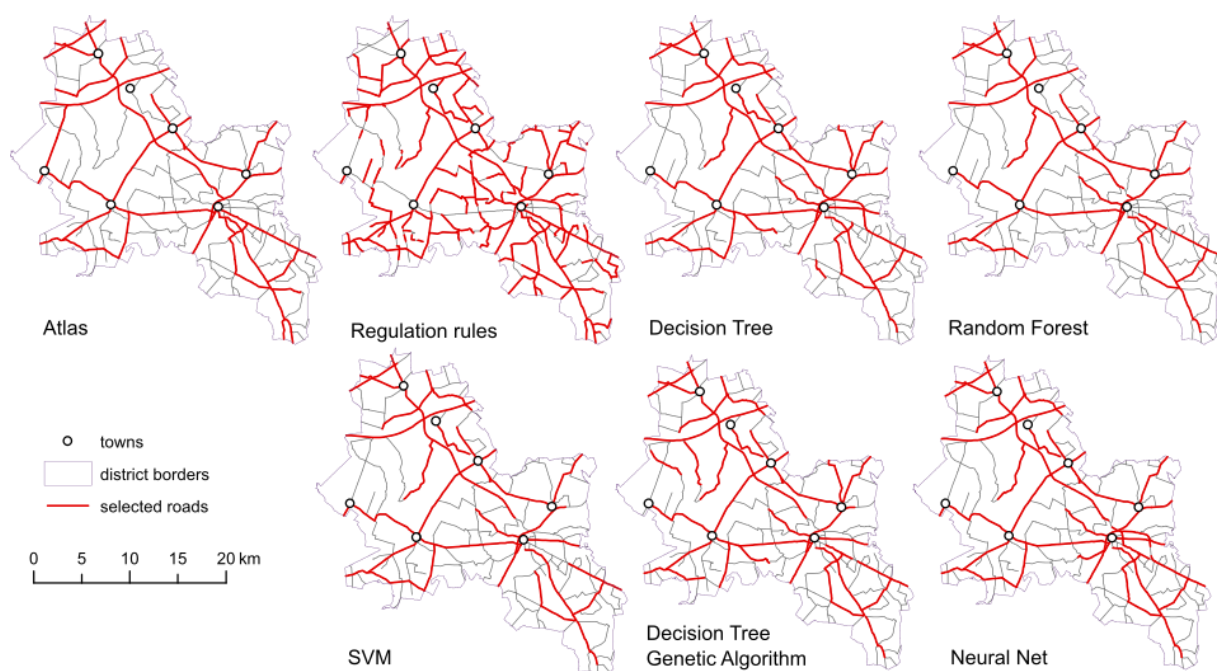 Atlas
Regulation rules
Decision Tree
Random Forest
towns
district borders
selected roads
0 5 10 15 20 km
SVM
Decision Tree
Genetic Algorithm
Neural Net